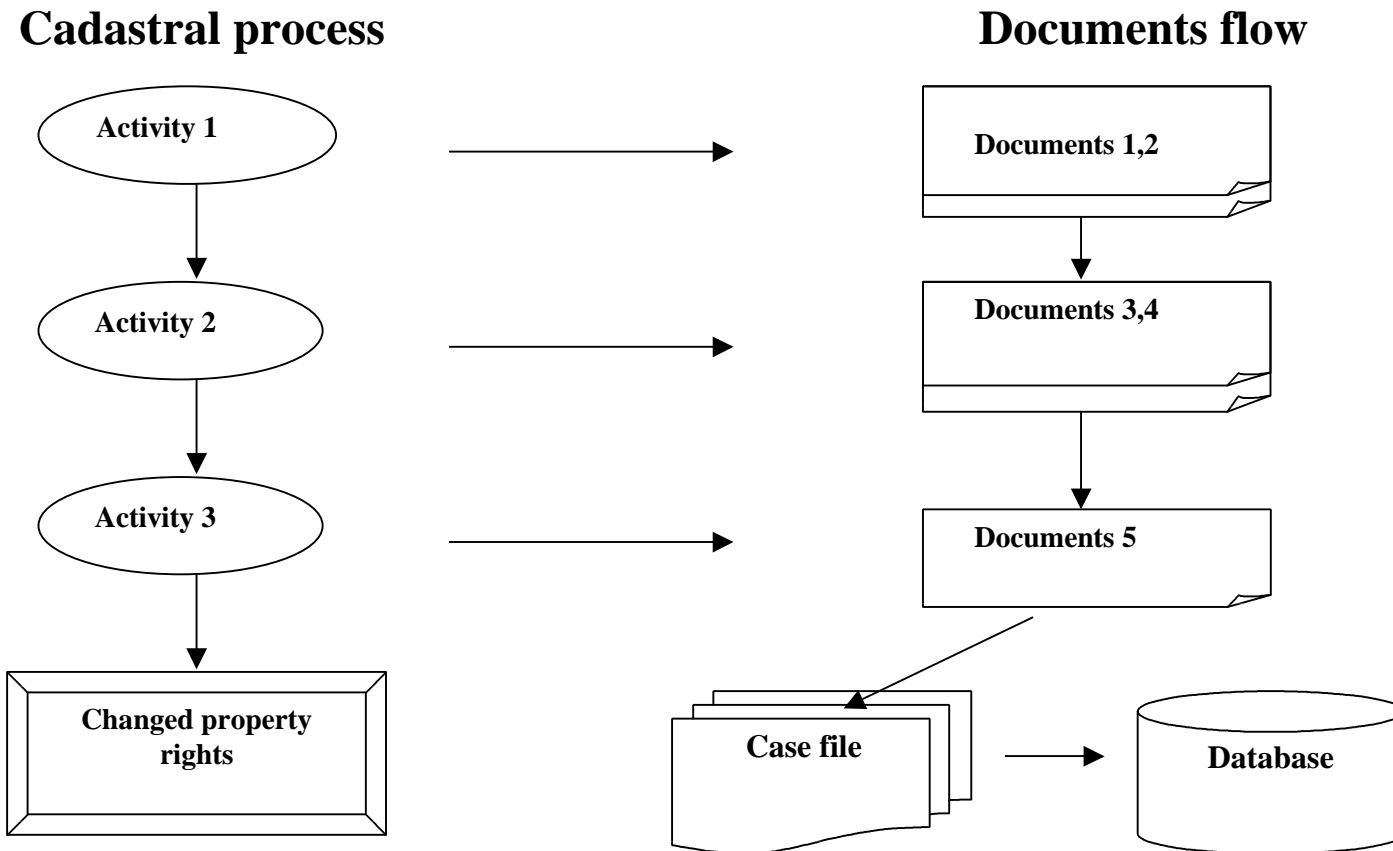 Cadastral process
Documents flow
Activity 1
Documents 1,2
Activity 2
Documents 3,4
Activity 3
Documents 5
Changed property
rights
Case file
Database